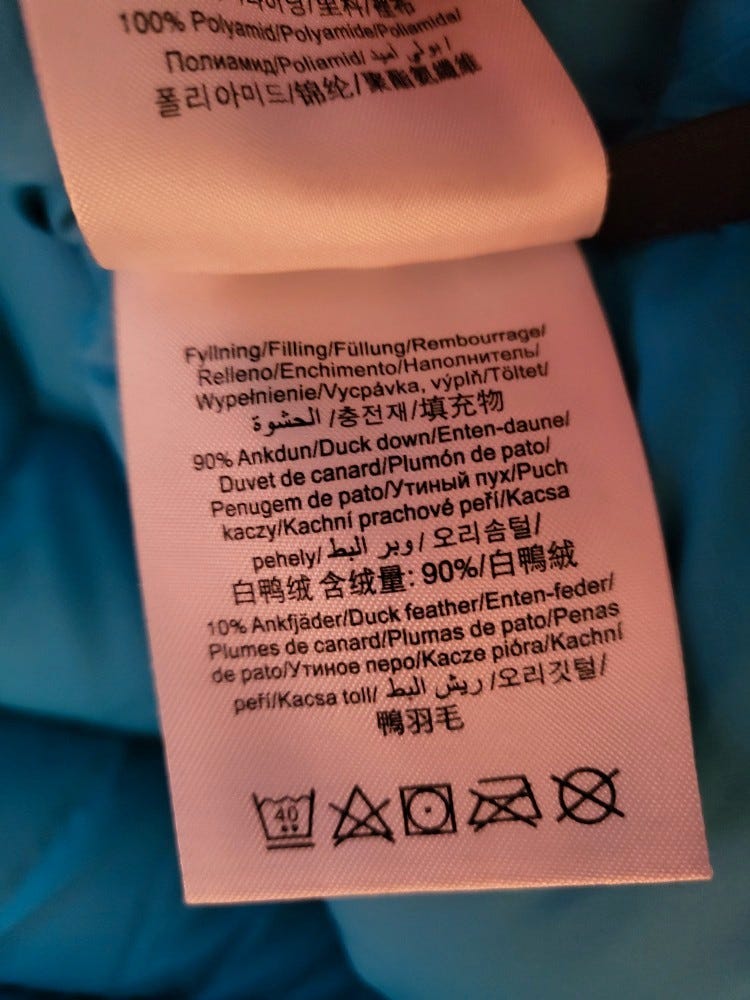 100% Polyamid/Polyamide/Poliamida/
Полиамид/Poliamid/ بولي أميد/
폴리아미드/锦纶/聚酯氨纖維
Fyllning/Filling/Füllung/Rembourrage/
Relleno/Enchimento/Наполнитель/
Wypełnienie/Vycpávka, výplň/Töltet/
الحشوة /충전재/填充物
90% Ankdun/Duck down/Enten-daune/
Duvet de canard/Plumón de pato/
Penugem de pato/Утиный пух/Puch
kaczy/Kachní prachové peří/Kacsa
pehely/ وبر البط/오리솜털/
白鸭绒 含绒量: 90%/白鴨絨
10% Ankfjäder/Duck feather/Enten-feder/
Plumes de canard/Plumas de pato/Penas
de pato/Утиное перо/Kacze pióra/Kachní
peří/Kacsa toll/ ريش البط/오리깃털/
鴨羽毛
40